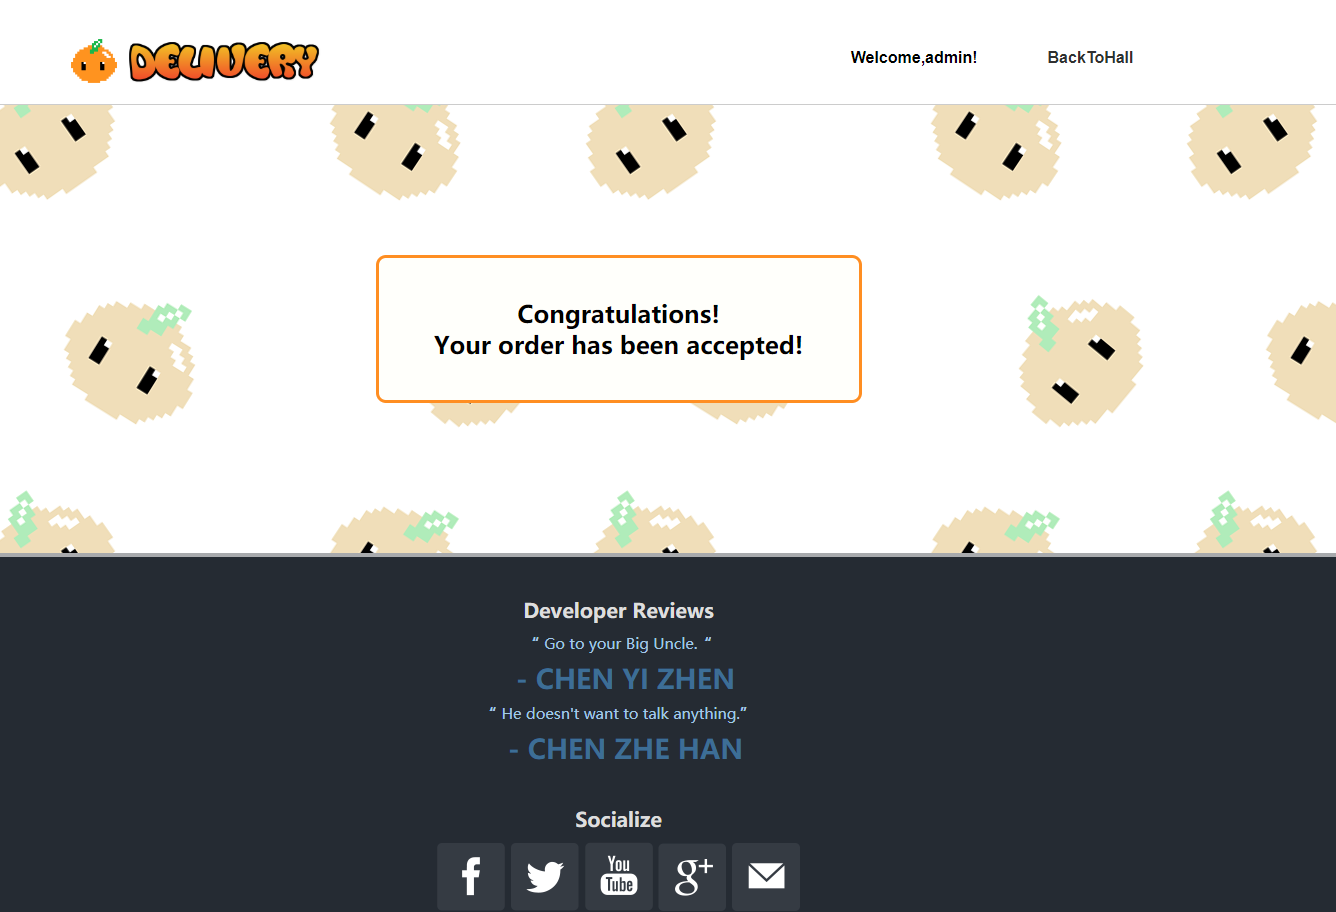 DELIVERY
Welcome,admin!
BackToHall
Congratulations!
Your order has been accepted!
Developer Reviews
“ Go to your Big Uncle. “
- CHEN YI ZHEN
“ He doesn't want to talk anything.”
- CHEN ZHE HAN
Socialize
f
You
Tube
g+